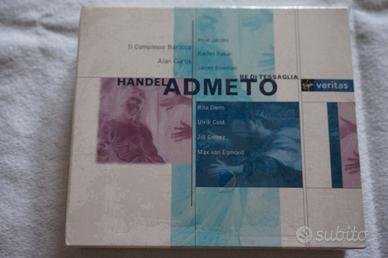 Il Complesso Barocco
Alan Curtis
René Jacobs
Rachel Yakar
James Bowman
HANDEL ADMETO
RE DI TESSAGLIA
Virgin veritas
Rita Dams
Ulrik Cold
Jill Gomez
Max van Egmond
subito